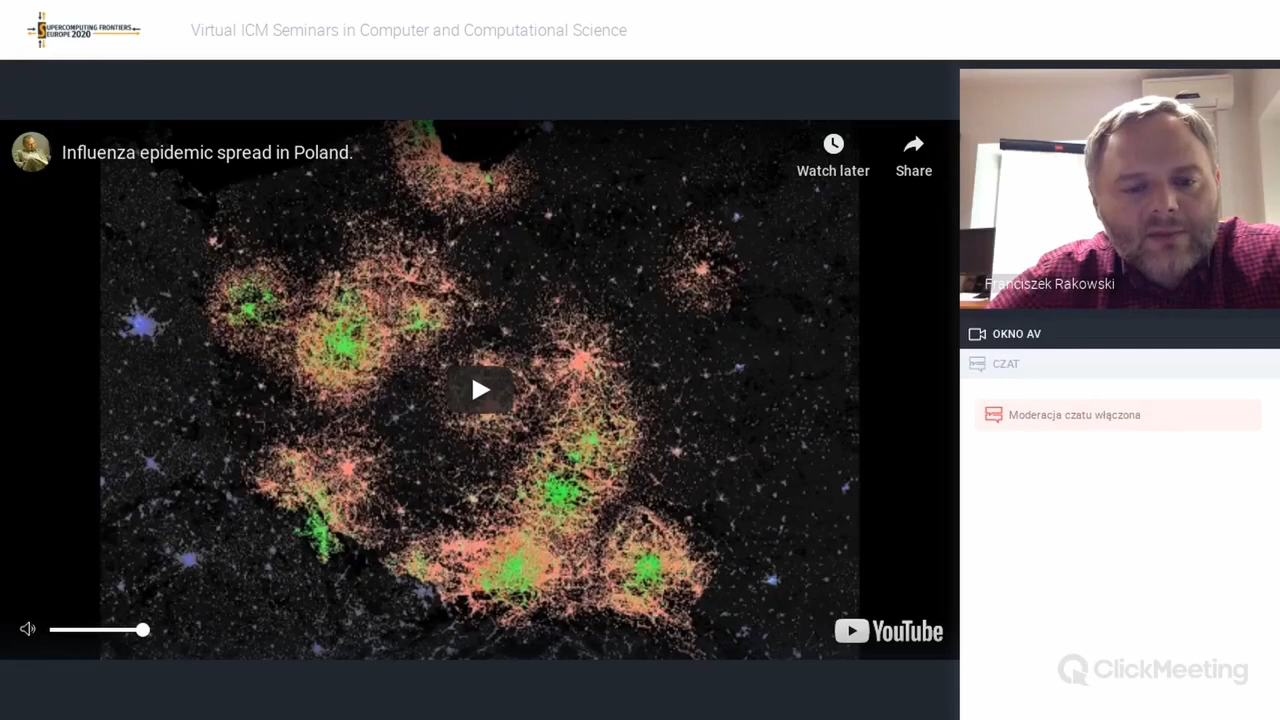 SUPERCOMPUTING FRONTIERS
EUROPE 2020
Virtual ICM Seminars in Computer and Computational Science
Influenza epidemic spread in Poland.
Watch later
Share
Franciszek Rakowski
OKNO AV
CZAT
Moderacja czatu włączona
YouTube
ClickMeeting